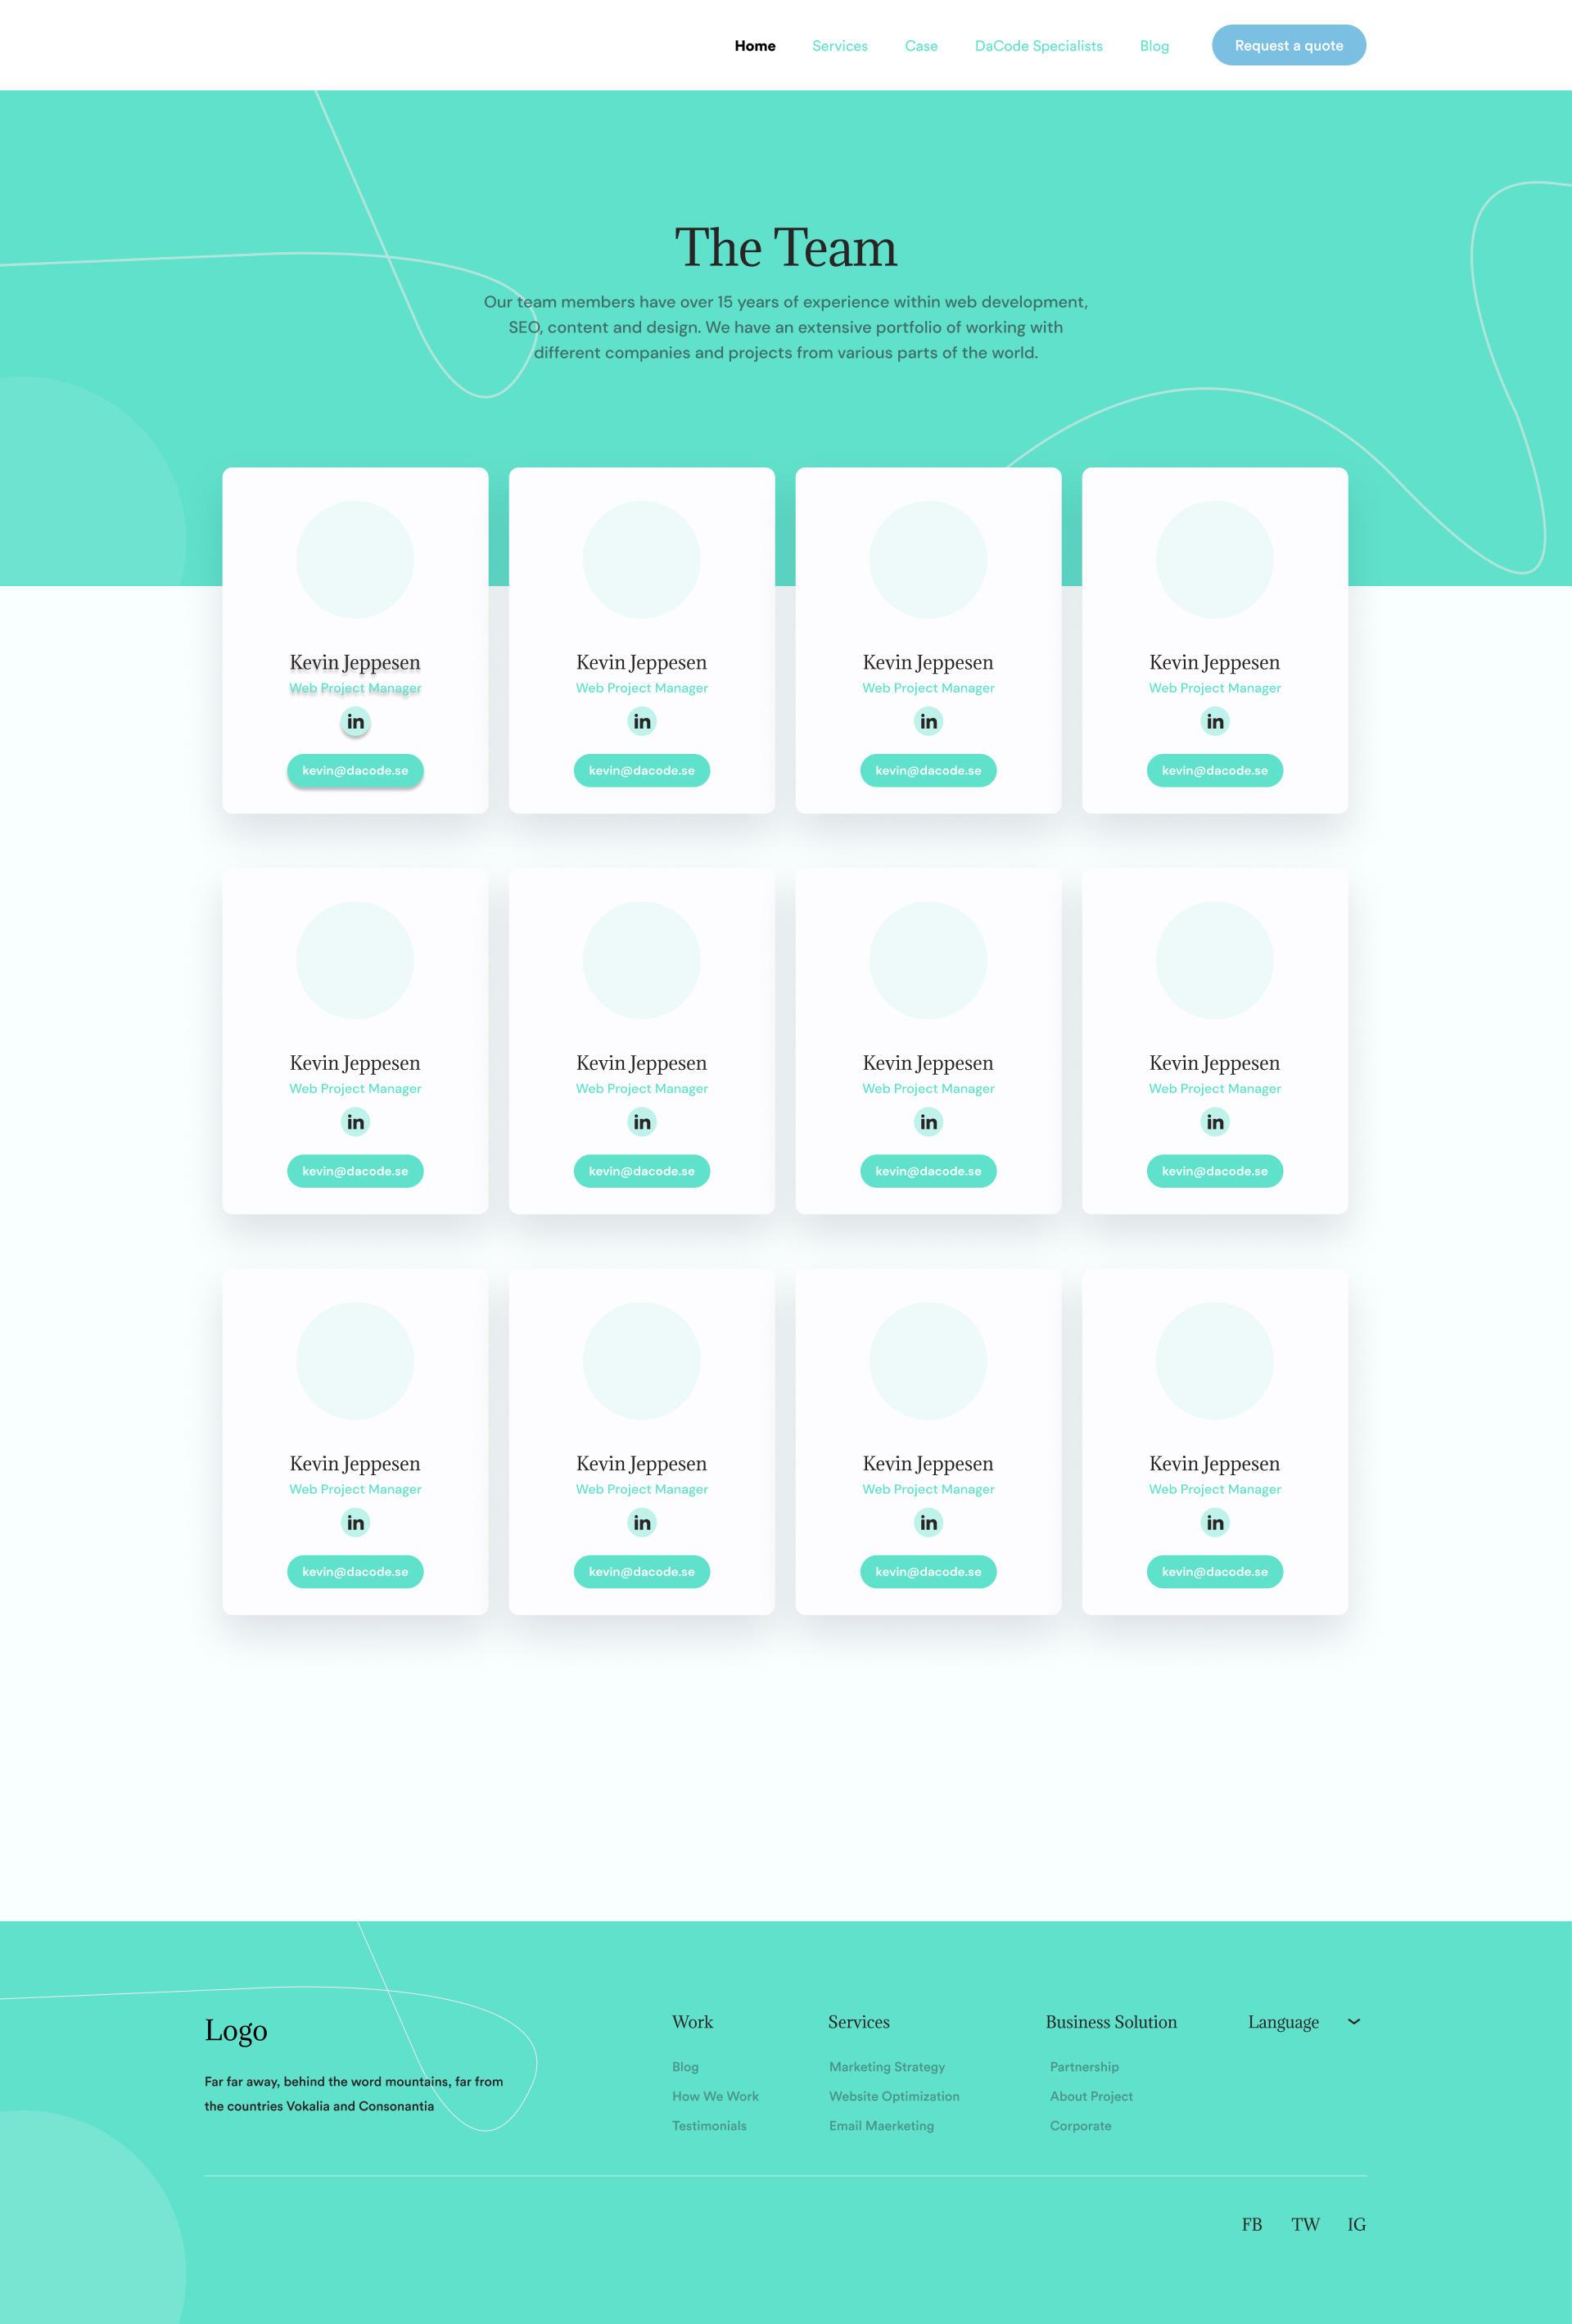 Home Services Case DaCode Specialists Blog Request a quote
The Team
Our team members have over 15 years of experience within web development,
SEO, content and design. We have an extensive portfolio of working with
different companies and projects from various parts of the world.
Kevin Jeppesen Kevin Jeppesen Kevin Jeppesen Kevin Jeppesen
Web Project Manager Web Project Manager Web Project Manager Web Project Manager
in in in in
kevin@dacode.se kevin@dacode.se kevin@dacode.se kevin@dacode.se
Kevin Jeppesen Kevin Jeppesen Kevin Jeppesen Kevin Jeppesen
Web Project Manager Web Project Manager Web Project Manager Web Project Manager
in in in in
kevin@dacode.se kevin@dacode.se kevin@dacode.se kevin@dacode.se
Kevin Jeppesen Kevin Jeppesen Kevin Jeppesen Kevin Jeppesen
Web Project Manager Web Project Manager Web Project Manager Web Project Manager
in in in in
kevin@dacode.se kevin@dacode.se kevin@dacode.se kevin@dacode.se
Logo
Far far away, behind the word mountains, far from
the countries Vokalia and Consonantia
Work
Blog
How We Work
Testimonials
Services
Marketing Strategy
Website Optimization
Email Maerketing
Business Solution
Partnership
About Project
Corporate
Language
FB TW IG